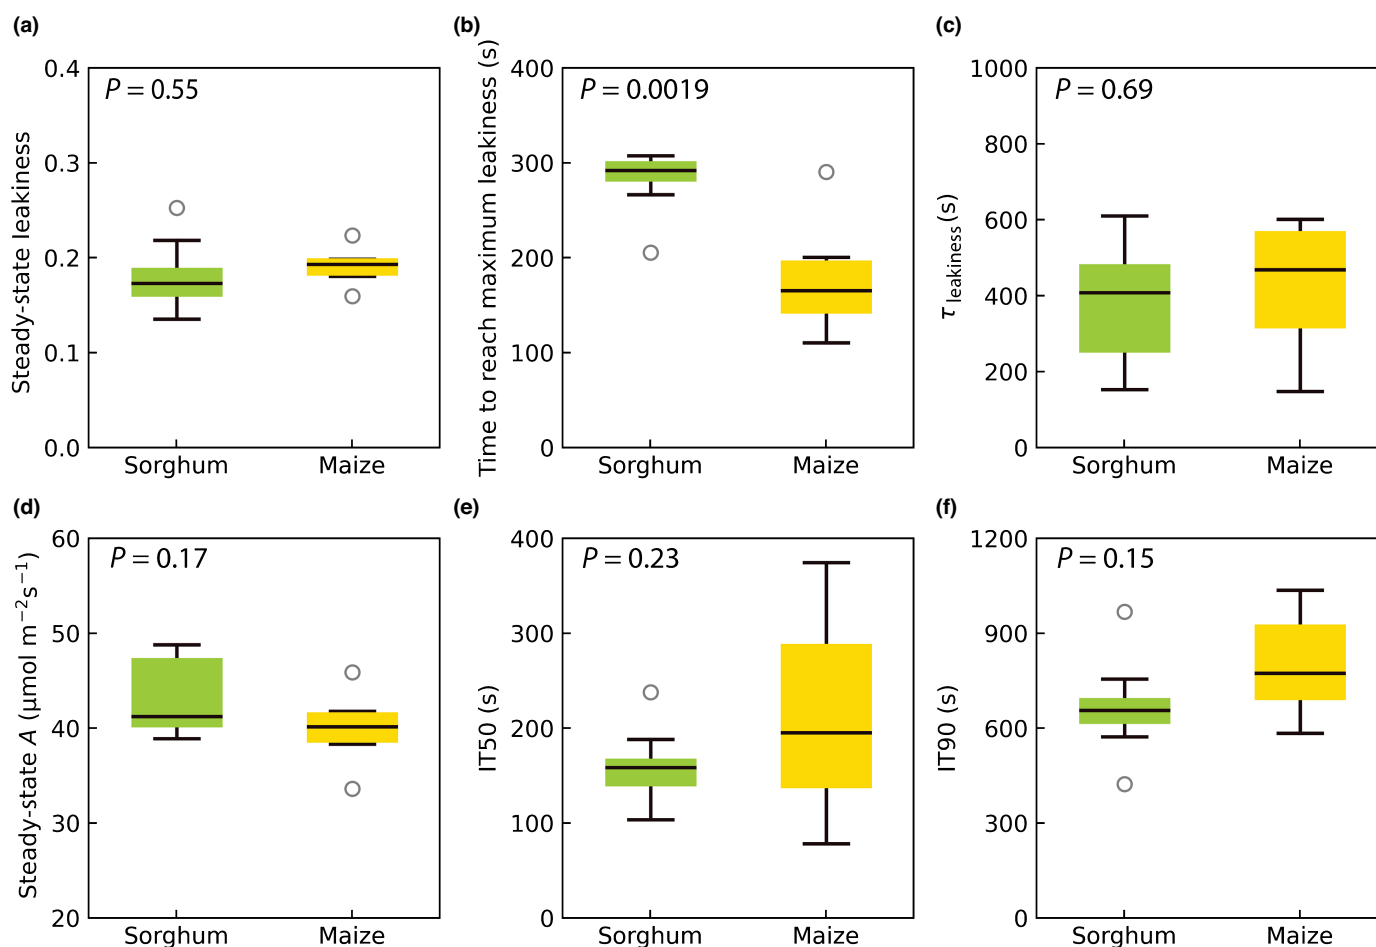 (a)
Steady-state leakiness
0.4
0.3
0.2
0.1
0.0
P = 0.55
Sorghum
Maize
(b)
Time to reach maximum leakiness (s)
400
300
200
100
0
P = 0.0019
Sorghum
Maize
(c)
τ leakiness (s)
1000
800
600
400
200
0
P = 0.69
Sorghum
Maize
(d)
Steady-state A (μmol m⁻²s⁻¹)
60
50
40
30
20
P = 0.17
Sorghum
Maize
(e)
IT50 (s)
400
300
200
100
0
P = 0.23
Sorghum
Maize
(f)
IT90 (s)
1200
900
600
300
0
P = 0.15
Sorghum
Maize